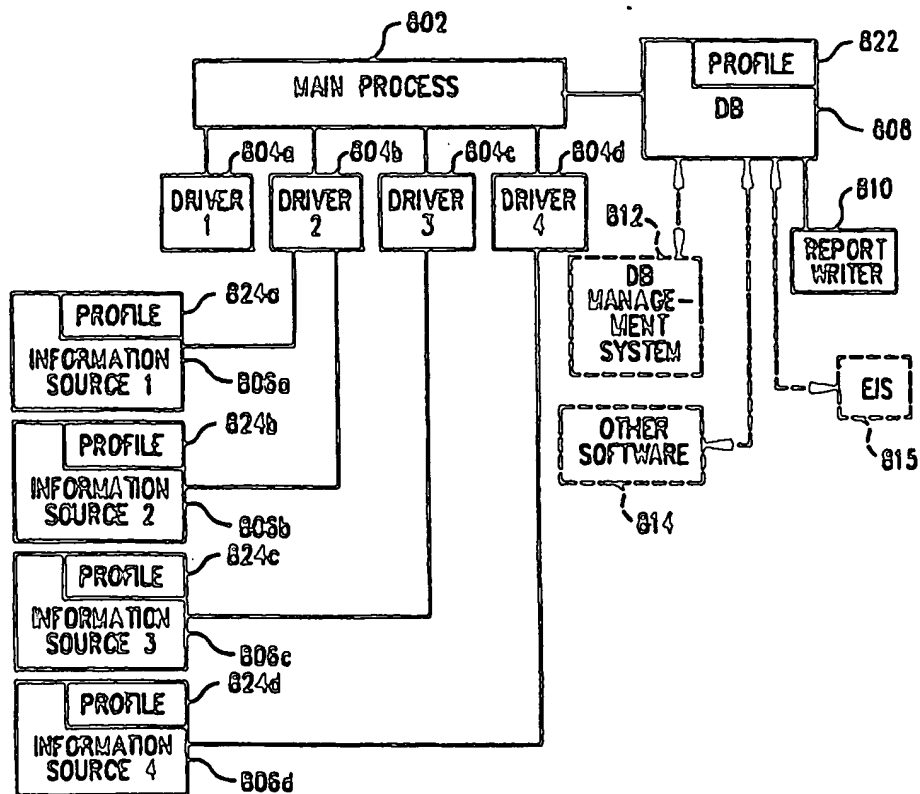 802
MAIN PROCESS
PROFILE
822
DB
808
804a
804b
804c
804d
DRIVER
1
DRIVER
2
DRIVER
3
DRIVER
4
812
810
REPORT
WRITER
DB
MANAGE-
MENT
SYSTEM
824a
PROFILE
INFORMATION
SOURCE 1
806a
EIS
815
824b
PROFILE
INFORMATION
SOURCE 2
806b
OTHER
SOFTWARE
814
824c
PROFILE
INFORMATION
SOURCE 3
806c
824d
PROFILE
INFORMATION
SOURCE 4
806d